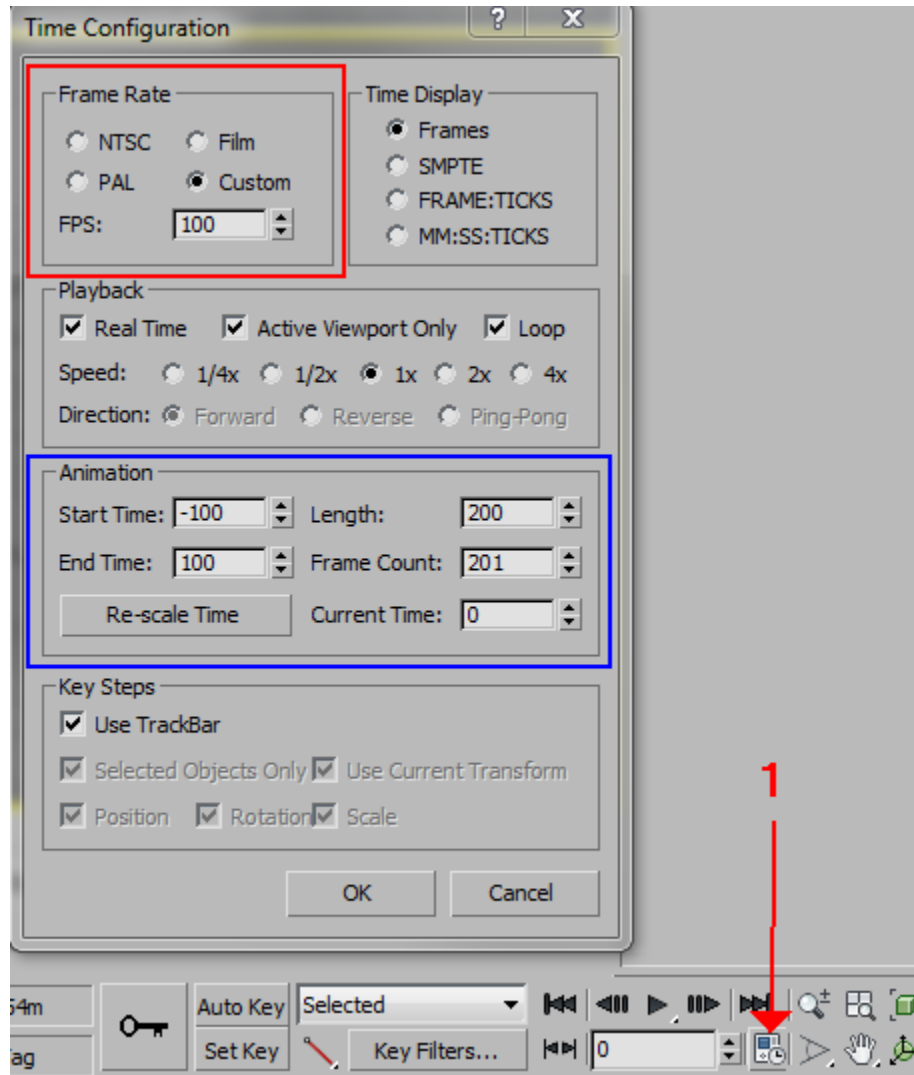 Time Configuration
Frame Rate
NTSC Film
PAL Custom
FPS: 100
Time Display
Frames
SMPTE
FRAME:TICKS
MM:SS:TICKS
Playback
Real Time Active Viewport Only Loop
Speed: 1/4x 1/2x 1x 2x 4x
Direction: Forward Reverse Ping-Pong
Animation
Start Time: -100 Length: 200
End Time: 100 Frame Count: 201
Re-scale Time Current Time: 0
Key Steps
Use TrackBar
Selected Objects Only Use Current Transform
Position Rotation Scale
1
OK Cancel
54m Auto Key Selected
ag Set Key Key Filters... 0